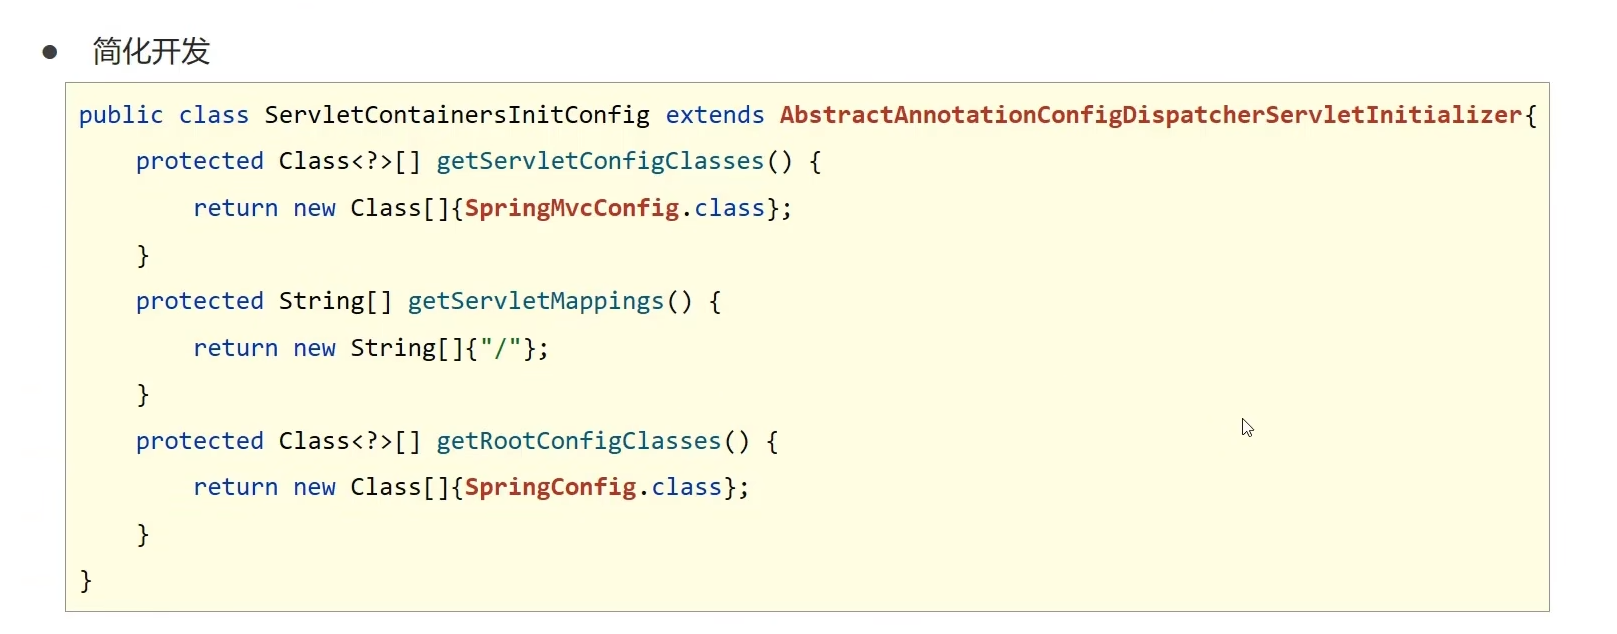 ● 简化开发
public class ServletContainersInitConfig extends AbstractAnnotationConfigDispatcherServletInitializer{
    protected Class<?>[] getServletConfigClasses() {
        return new Class[]{SpringMvcConfig.class};
    }
    protected String[] getServletMappings() {
        return new String[]{"/"};
    }
    protected Class<?>[] getRootConfigClasses() {
        return new Class[]{SpringConfig.class};
    }
}